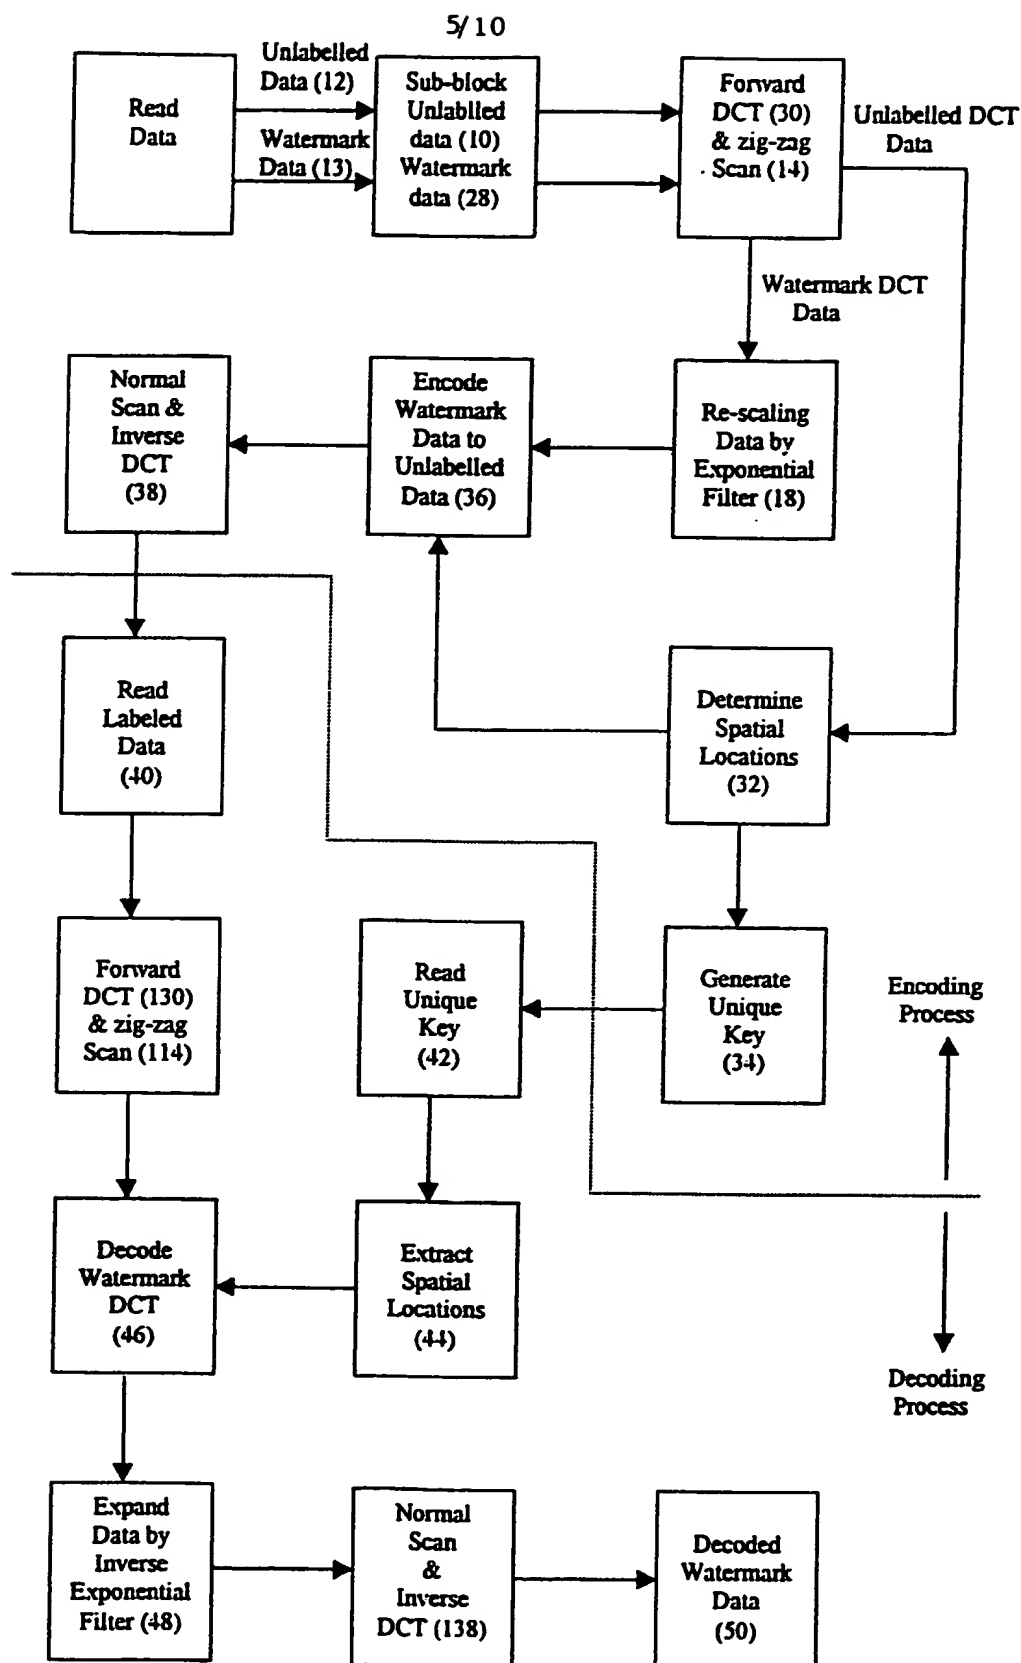 5/10
Read
Data
Unlabelled
Data (12)
Watermark
Data (13)
Sub-block
Unlablled
data (10)
Watermark
data (28)
Forward
DCT (30)
& zig-zag
Scan (14)
Unlabelled DCT
Data
Watermark DCT
Data
Normal
Scan &
Inverse
DCT
(38)
Encode
Watermark
Data to
Unlabelled
Data (36)
Re-scaling
Data by
Exponential
Filter (18)
Read
Labeled
Data
(40)
Determine
Spatial
Locations
(32)
Forward
DCT (130)
& zig-zag
Scan (114)
Read
Unique
Key
(42)
Generate
Unique
Key
(34)
Encoding
Process
Decode
Watermark
DCT
(46)
Extract
Spatial
Locations
(44)
Decoding
Process
Expand
Data by
Inverse
Exponential
Filter (48)
Normal
Scan
&
Inverse
DCT (138)
Decoded
Watermark
Data
(50)